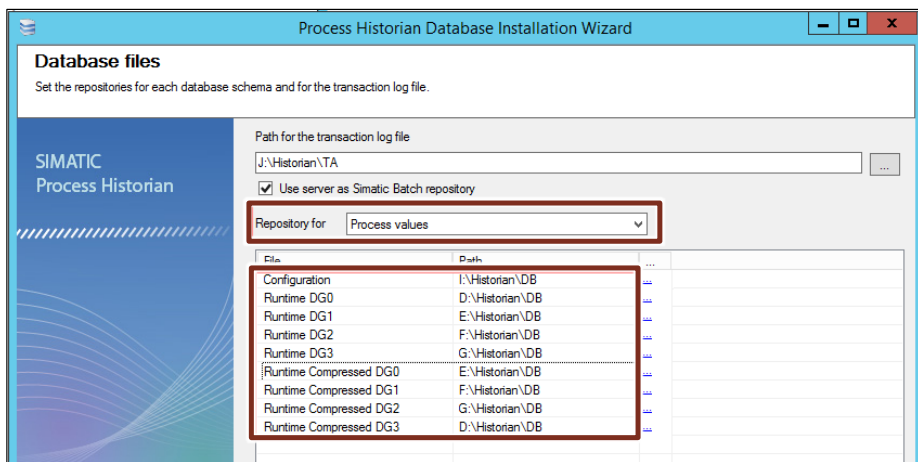 Process Historian Database Installation Wizard
Database files
Set the repositories for each database schema and for the transaction log file.
SIMATIC
Process Historian
Path for the transaction log file
J:\Historian\TA ...
Use server as Simatic Batch repository
Repository for Process values
File Path ...
Configuration I:\Historian\DB ...
Runtime DG0 D:\Historian\DB ...
Runtime DG1 E:\Historian\DB ...
Runtime DG2 F:\Historian\DB ...
Runtime DG3 G:\Historian\DB ...
Runtime Compressed DG0 E:\Historian\DB ...
Runtime Compressed DG1 F:\Historian\DB ...
Runtime Compressed DG2 G:\Historian\DB ...
Runtime Compressed DG3 D:\Historian\DB ...